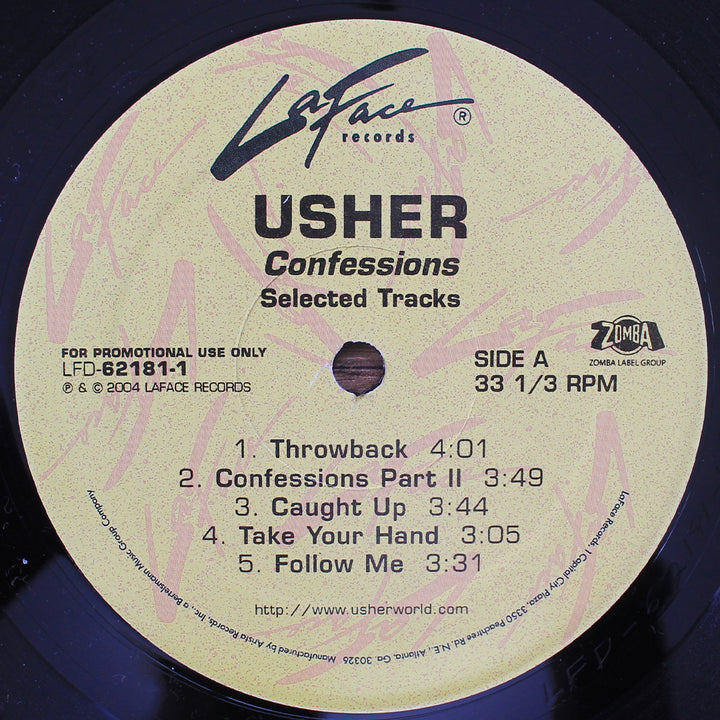 LaFace ®
records
USHER
Confessions
Selected Tracks
FOR PROMOTIONAL USE ONLY
LFD-62181-1
℗ & © 2004 LAFACE RECORDS
SIDE A
33 1/3 RPM
ZOMBA
ZOMBA LABEL GROUP
1. Throwback 4:01
2. Confessions Part II 3:49
3. Caught Up 3:44
4. Take Your Hand 3:05
5. Follow Me 3:31
http://www.usherworld.com
LaFace Records, 1 Capital City Plaza, 3350 Peachtree Rd. N.E., Atlanta, Ga. 30326 Manufactured by Arista Records, Inc., a Bertelsmann Music Group Company